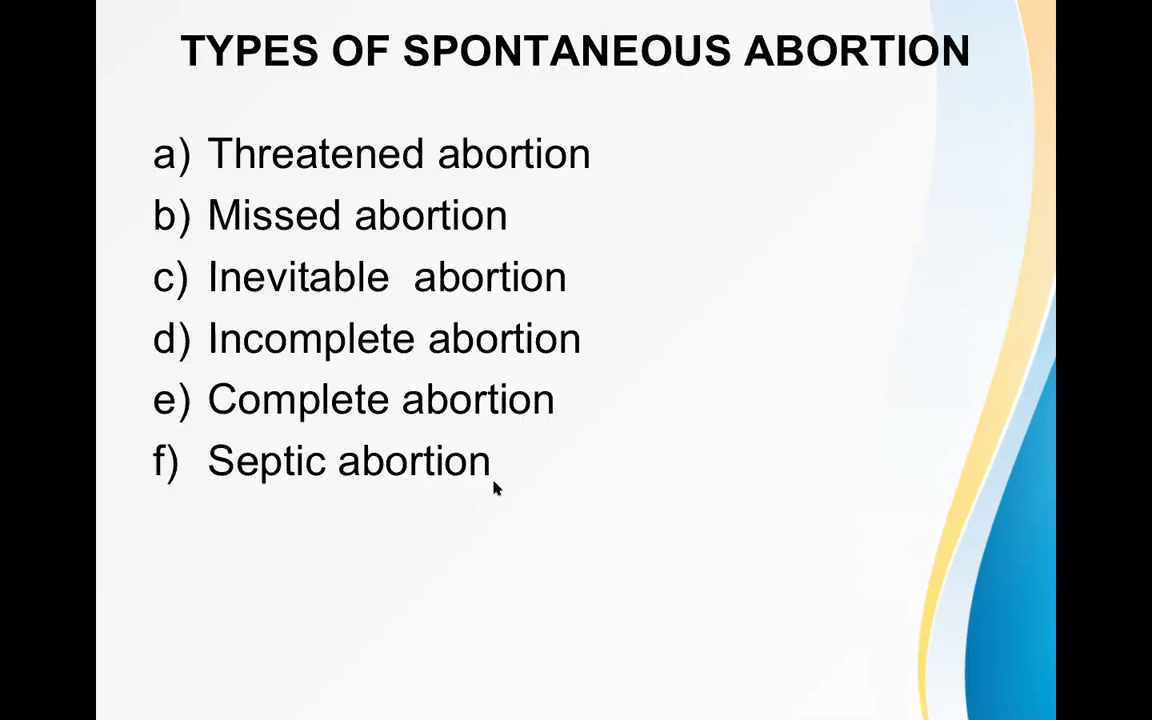 TYPES OF SPONTANEOUS ABORTION
a) Threatened abortion
b) Missed abortion
c) Inevitable  abortion
d) Incomplete abortion
e) Complete abortion
f) Septic abortion